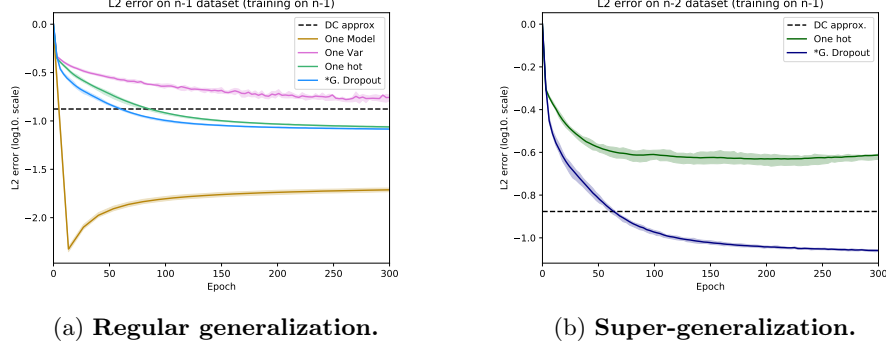 L2 error on n-1 dataset (training on n-1)
L2 error (log10. scale)
0.0
−0.5
−1.0
−1.5
−2.0
DC approx
One Model
One Var
One hot
*G. Dropout
0 50 100 150 200 250 300
Epoch
(a) Regular generalization.
L2 error on n-2 dataset (training on n-1)
L2 error (log10. scale)
0.0
−0.2
−0.4
−0.6
−0.8
−1.0
DC approx.
One hot
*G. Dropout
0 50 100 150 200 250 300
Epoch
(b) Super-generalization.